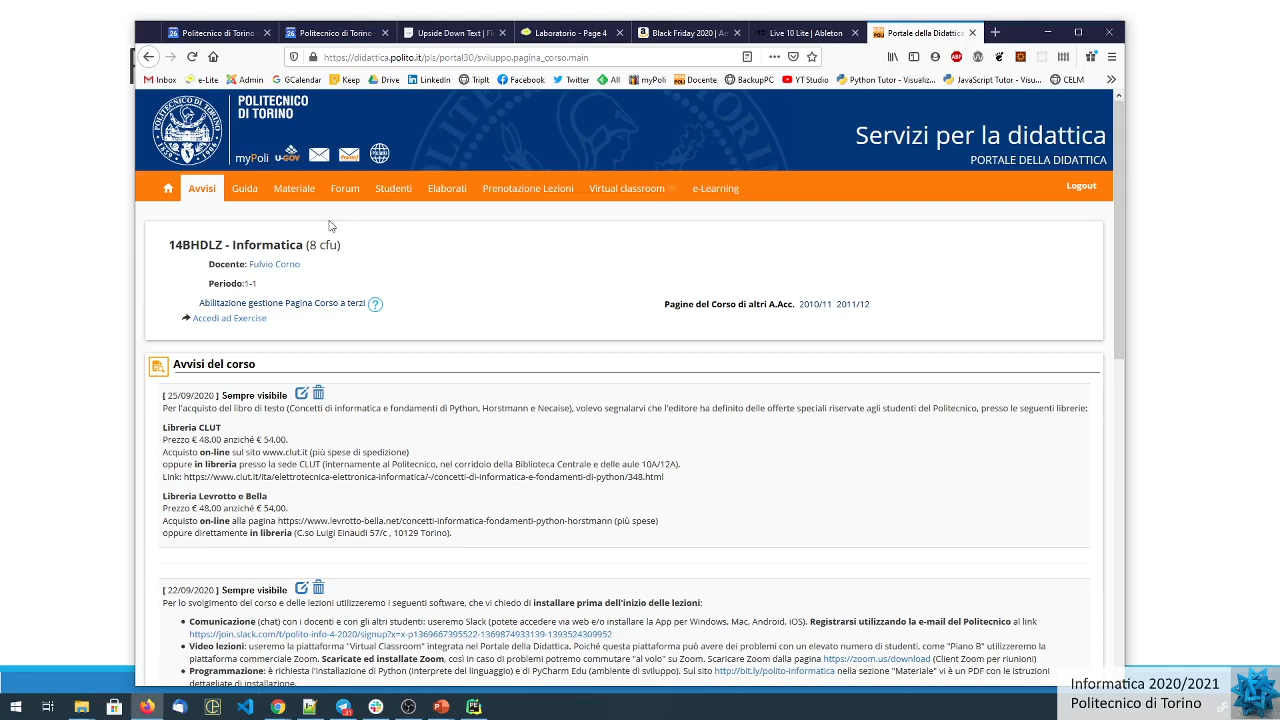 Politecnico di Torino
Politecnico di Torino
Upside Down Text | Fl
Laboratorio - Page 4
Black Friday 2020 | Am
Live 10 Lite | Ableton
Portale della Didattica
https://didattica.polito.it/pls/portal30/sviluppo.pagina_corso.main
Inbox e-Lite Admin GCalendar Keep Drive LinkedIn TripIt Facebook Twitter All myPoli Docente BackupPC YT Studio Python Tutor - Visualiz... JavaScript Tutor - Visu... CELM
POLITECNICO
DI TORINO
myPoli U-GOV
Servizi per la didattica
PORTALE DELLA DIDATTICA
Avvisi Guida Materiale Forum Studenti Elaborati Prenotazione Lezioni Virtual classroom e-Learning Logout
14BHDLZ - Informatica (8 cfu)
Docente: Fulvio Corno
Periodo:1-1
Abilitazione gestione Pagina Corso a terzi ?
Pagine del Corso di altri A.Acc. 2010/11 2011/12
Accedi ad Exercise
Avvisi del corso
[ 25/09/2020 ] Sempre visibile
Per l'acquisto del libro di testo (Concetti di informatica e fondamenti di Python, Horstmann e Necaise), volevo segnalarvi che l'editore ha definito delle offerte speciali riservate agli studenti del Politecnico, presso le seguenti librerie:
Libreria CLUT
Prezzo € 48,00 anziché € 54,00.
Acquisto on-line sul sito www.clut.it (più spese di spedizione)
oppure in libreria presso la sede CLUT (internamente al Politecnico, nel corridoio della Biblioteca Centrale e delle aule 10A/12A).
Link: https://www.clut.it/ita/elettrotecnica-elettronica-informatica/-/concetti-di-informatica-e-fondamenti-di-python/348.html
Libreria Levrotto e Bella
Prezzo € 48,00 anziché € 54,00.
Acquisto on-line alla pagina https://www.levrotto-bella.net/concetti-informatica-fondamenti-python-horstmann (più spese)
oppure direttamente in libreria (C.so Luigi Einaudi 57/c , 10129 Torino).
[ 22/09/2020 ] Sempre visibile
Per lo svolgimento del corso e delle lezioni utilizzeremo i seguenti software, che vi chiedo di installare prima dell'inizio delle lezioni:
Comunicazione (chat) con i docenti e con gli altri studenti: useremo Slack (potete accedere via web e/o installare la App per Windows, Mac, Android, iOS). Registrarsi utilizzando la e-mail del Politecnico al link
https://join.slack.com/t/polito-info-4-2020/signup?x=x-p1369667395522-1369874933139-1393524309952
Video lezioni: useremo la piattaforma "Virtual Classroom" integrata nel Portale della Didattica. Poiché questa piattaforma può avere dei problemi con un elevato numero di studenti, come "Piano B" utilizzeremo la
piattaforma commerciale Zoom. Scaricate ed installate Zoom, così in caso di problemi potremo commutare "al volo" su Zoom. Scaricare Zoom dalla pagina https://zoom.us/download (Client Zoom per riunioni)
Programmazione: è richiesta l'installazione di Python (interprete del linguaggio) e di PyCharm Edu (ambiente di sviluppo). Sul sito http://bit.ly/polito-informatica nella sezione "Materiale" vi è un PDF con le istruzioni
dettagliate di installazione.
Informatica 2020/2021
Politecnico di Torino